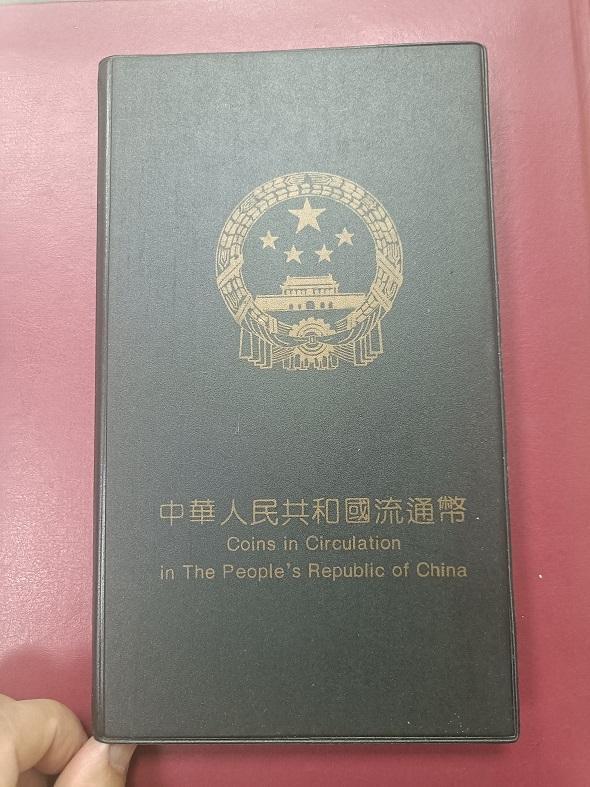 中華人民共和國流通幣
Coins in Circulation
in The People's Republic of China